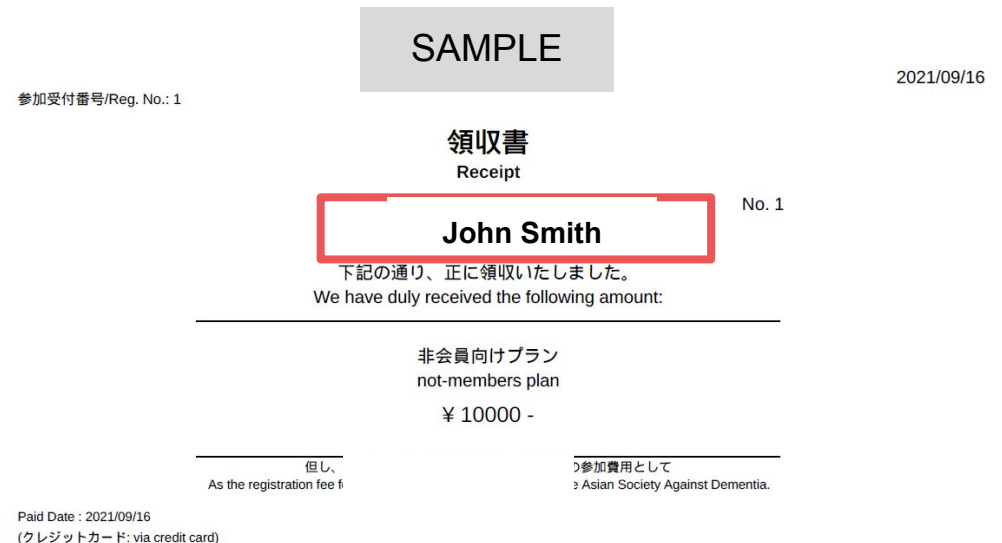 SAMPLE
2021/09/16
参加受付番号/Reg. No.: 1
領収書
Receipt
No. 1
John Smith
下記の通り、正に領収いたしました。
We have duly received the following amount:
非会員向けプラン
not-members plan
¥ 10000 -
但し、 の参加費用として
As the registration fee Asian Society Against Dementia.
Paid Date : 2021/09/16
(クレジットカード: via credit card)